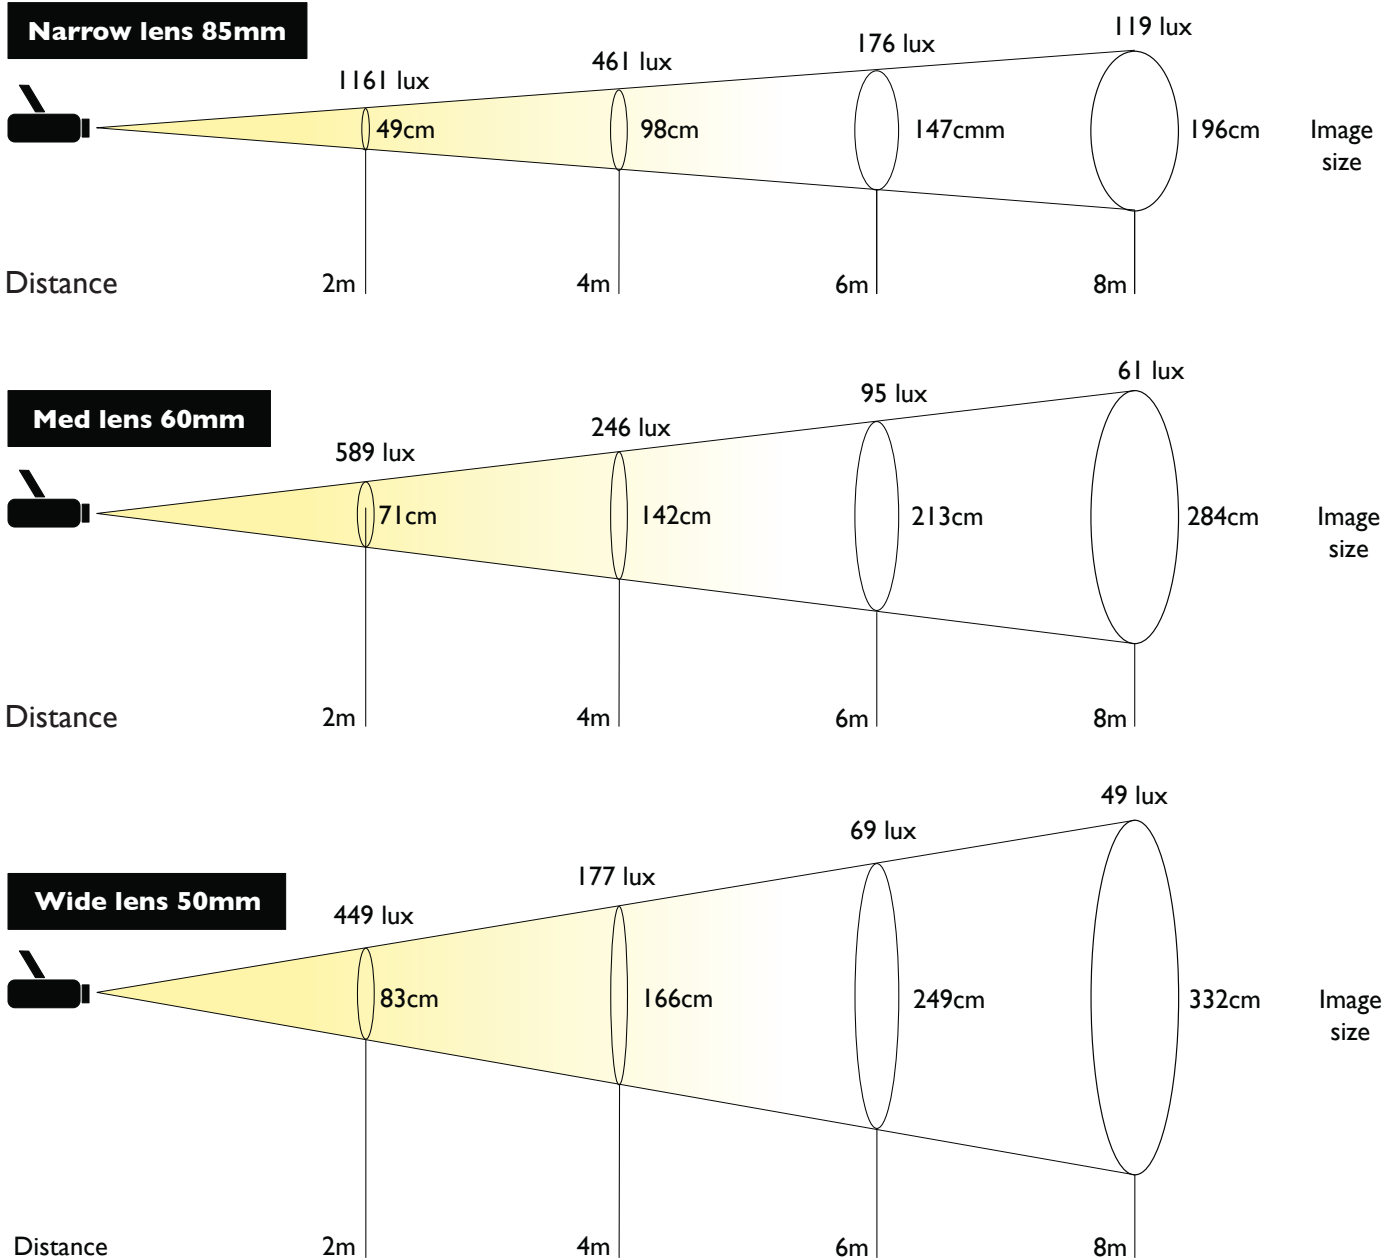 Narrow lens 85mm
119 lux
176 lux
461 lux
1161 lux
49cm
98cm
147cmm
196cm
Image
size
Distance
2m
4m
6m
8m
Med lens 60mm
61 lux
95 lux
246 lux
589 lux
71cm
142cm
213cm
284cm
Image
size
Distance
2m
4m
6m
8m
49 lux
69 lux
177 lux
Wide lens 50mm
449 lux
83cm
166cm
249cm
332cm
Image
size
Distance
2m
4m
6m
8m